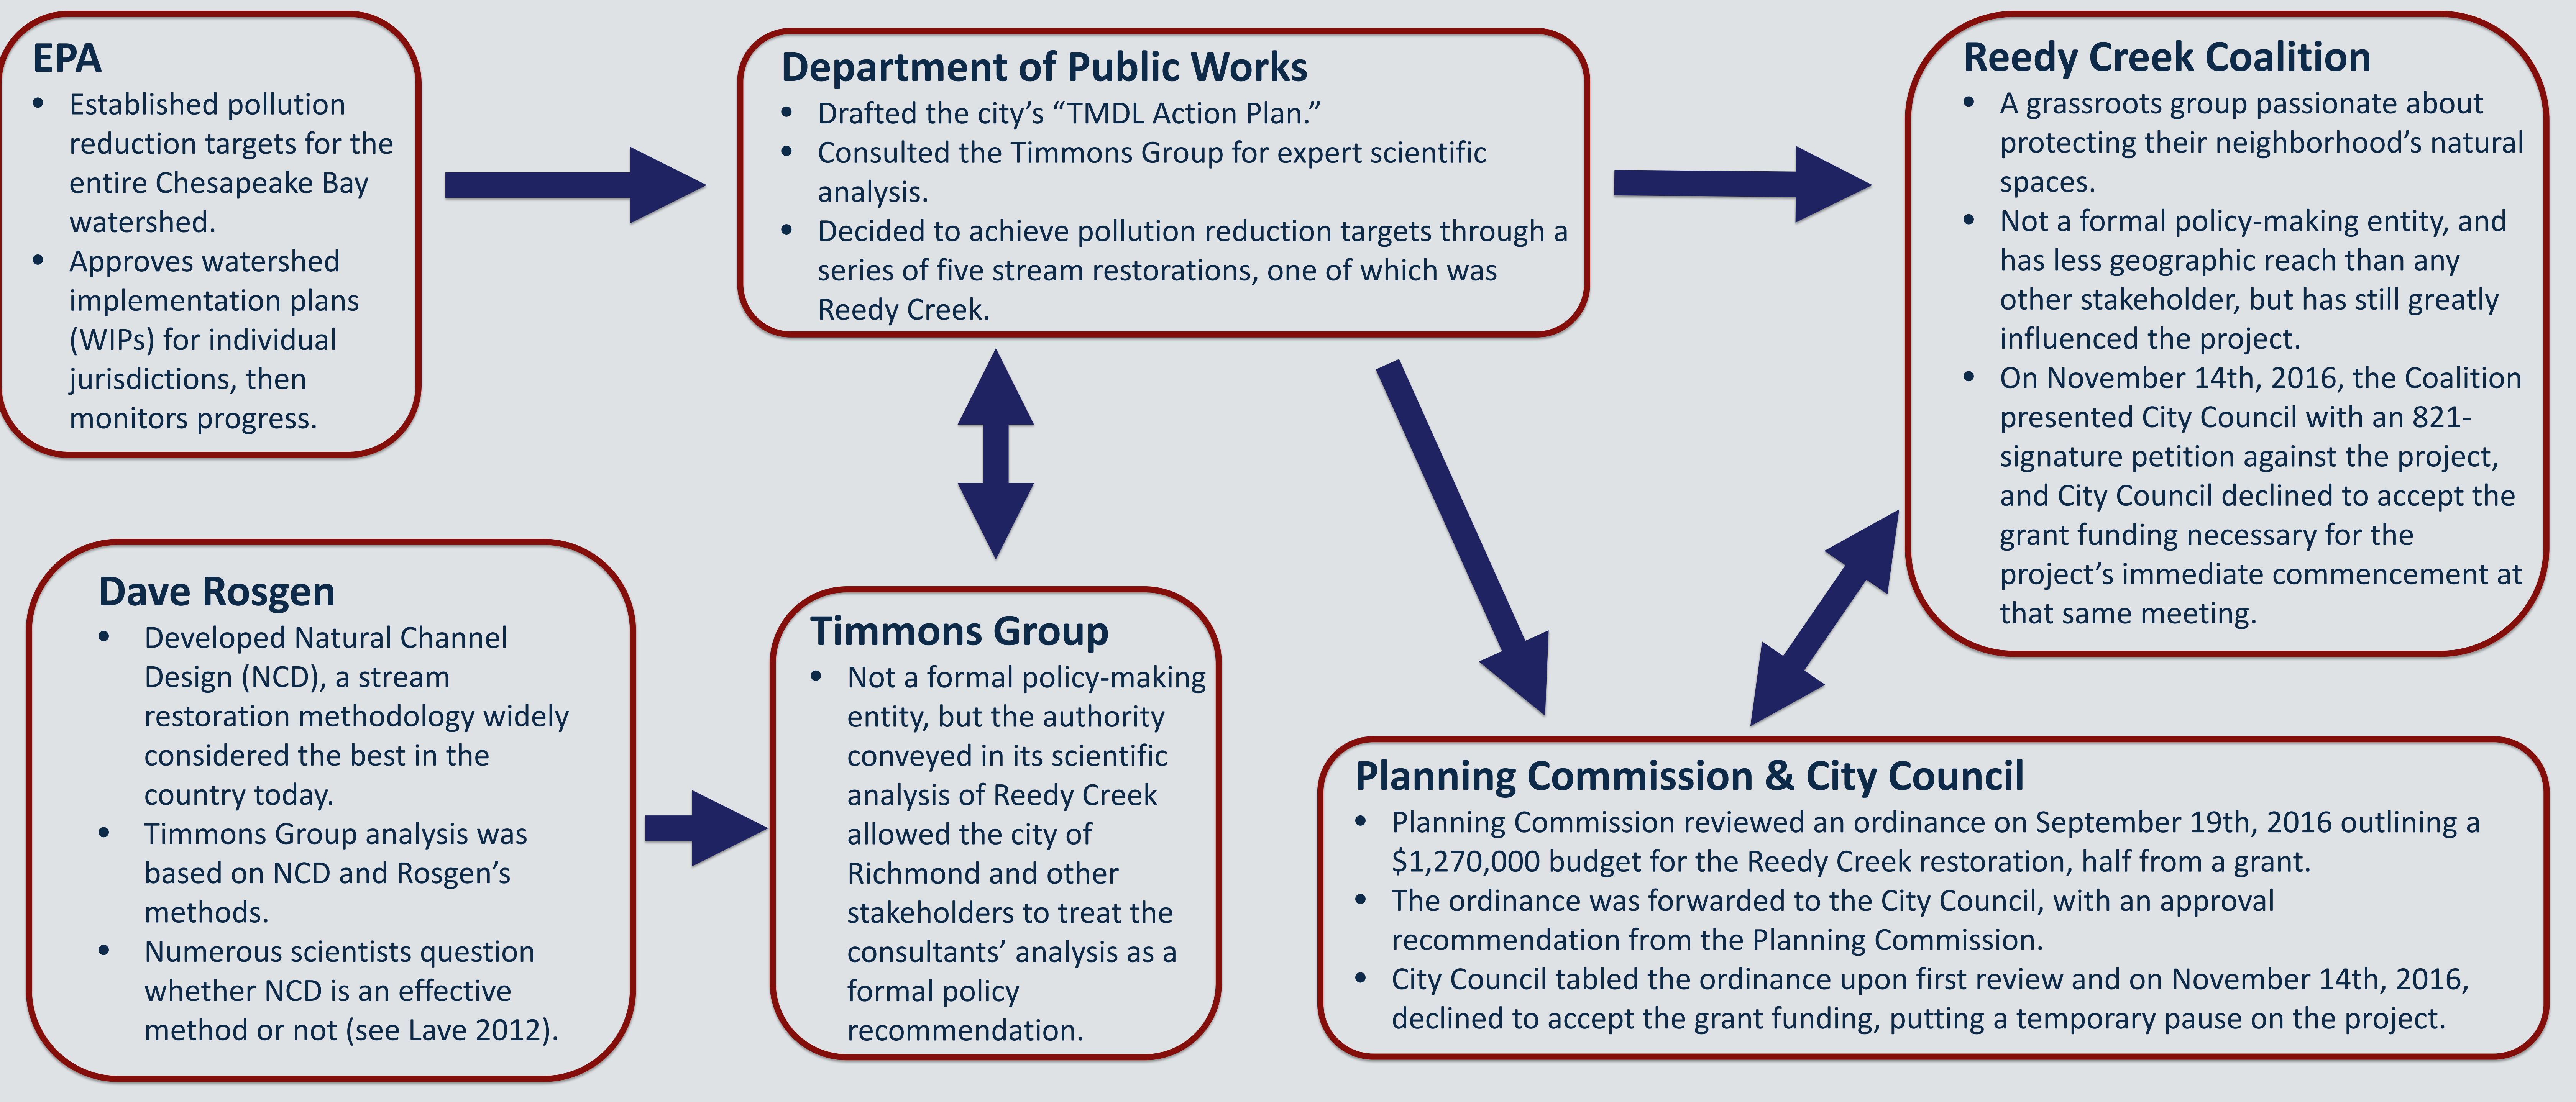 EPA
• Established pollution
reduction targets for the
entire Chesapeake Bay
watershed.
• Approves watershed
implementation plans
(WIPs) for individual
jurisdictions, then
monitors progress.
Department of Public Works
• Drafted the city’s “TMDL Action Plan.”
• Consulted the Timmons Group for expert scientific
analysis.
• Decided to achieve pollution reduction targets through a
series of five stream restorations, one of which was
Reedy Creek.
Reedy Creek Coalition
• A grassroots group passionate about
protecting their neighborhood’s natural
spaces.
• Not a formal policy-making entity, and
has less geographic reach than any
other stakeholder, but has still greatly
influenced the project.
• On November 14th, 2016, the Coalition
presented City Council with an 821-
signature petition against the project,
and City Council declined to accept the
grant funding necessary for the
project’s immediate commencement at
that same meeting.
Dave Rosgen
• Developed Natural Channel
Design (NCD), a stream
restoration methodology widely
considered the best in the
country today.
• Timmons Group analysis was
based on NCD and Rosgen’s
methods.
• Numerous scientists question
whether NCD is an effective
method or not (see Lave 2012).
Timmons Group
• Not a formal policy-making
entity, but the authority
conveyed in its scientific
analysis of Reedy Creek
allowed the city of
Richmond and other
stakeholders to treat the
consultants’ analysis as a
formal policy
recommendation.
Planning Commission & City Council
• Planning Commission reviewed an ordinance on September 19th, 2016 outlining a
$1,270,000 budget for the Reedy Creek restoration, half from a grant.
• The ordinance was forwarded to the City Council, with an approval
recommendation from the Planning Commission.
• City Council tabled the ordinance upon first review and on November 14th, 2016,
declined to accept the grant funding, putting a temporary pause on the project.